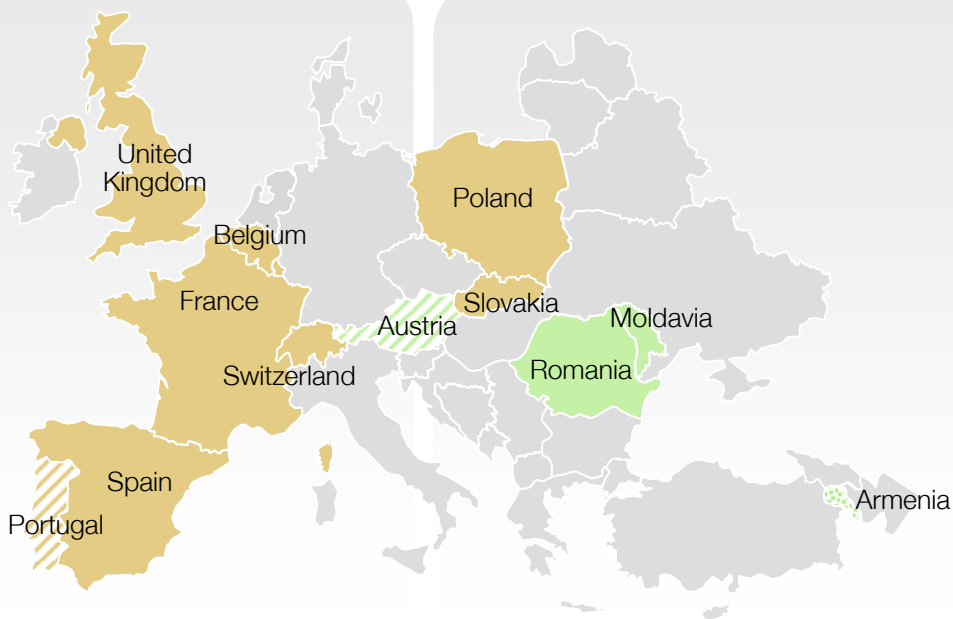 United
Kingdom
Poland
Belgium
France
Slovakia
Austria
Moldavia
Switzerland
Romania
Spain
Portugal
Armenia